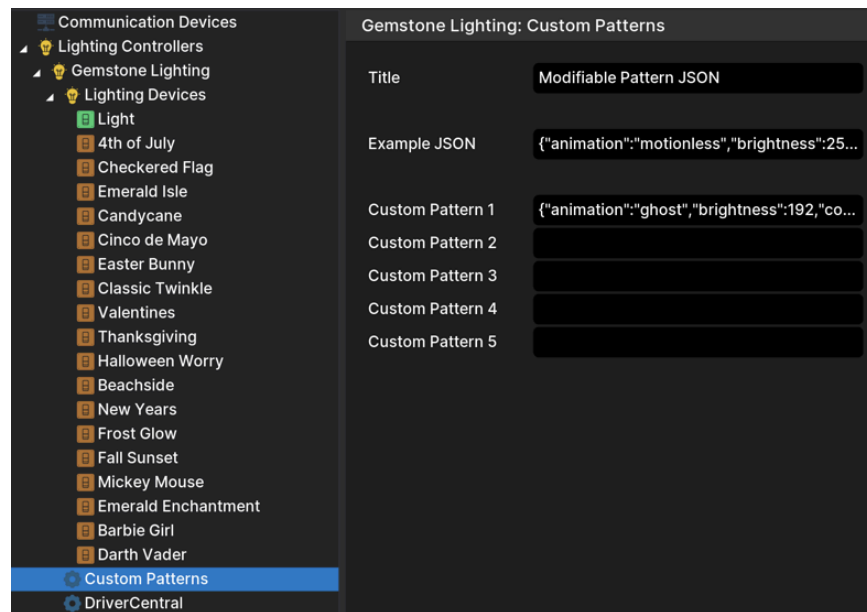 Communication Devices
Lighting Controllers
Gemstone Lighting
Lighting Devices
Light
4th of July
Checkered Flag
Emerald Isle
Candycane
Cinco de Mayo
Easter Bunny
Classic Twinkle
Valentines
Thanksgiving
Halloween Worry
Beachside
New Years
Frost Glow
Fall Sunset
Mickey Mouse
Emerald Enchantment
Barbie Girl
Darth Vader
Custom Patterns
DriverCentral
Gemstone Lighting: Custom Patterns
Title Modifiable Pattern JSON
Example JSON {"animation":"motionless","brightness":25...
Custom Pattern 1 {"animation":"ghost","brightness":192,"co...
Custom Pattern 2
Custom Pattern 3
Custom Pattern 4
Custom Pattern 5